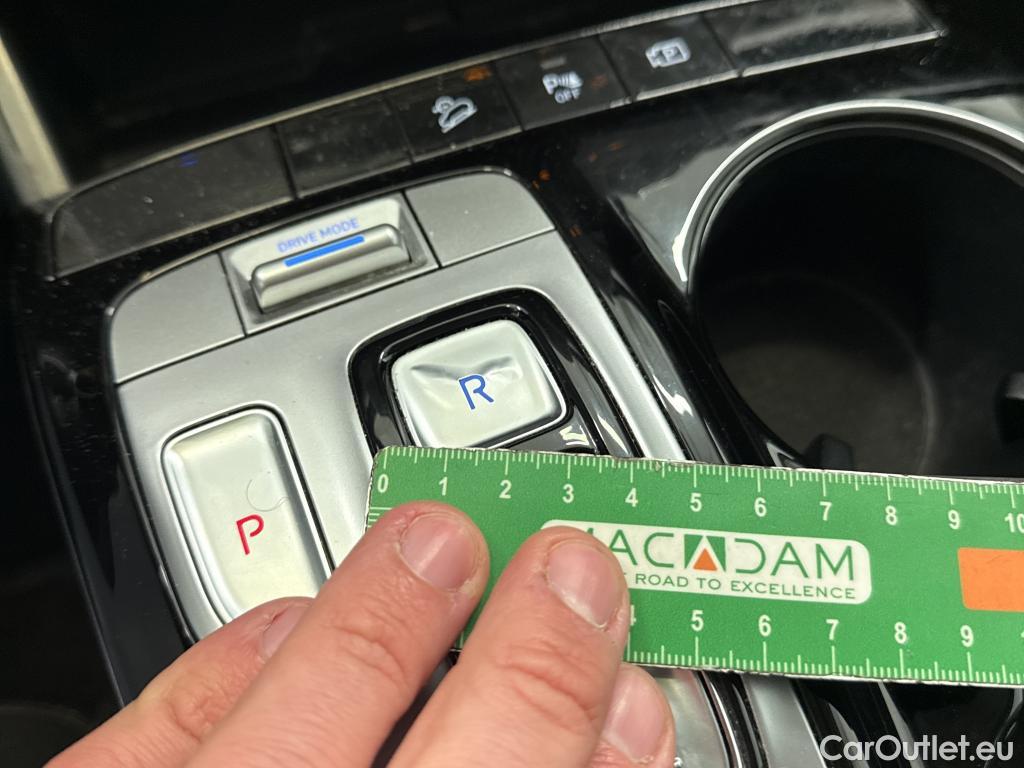 P
P OFF
DRIVE MODE
R
P
0 1 2 3 4 5 6 7 8 9 10
MACADAM
ROAD TO EXCELLENCE
4 5 6 7 8 9
CarOutlet.eu